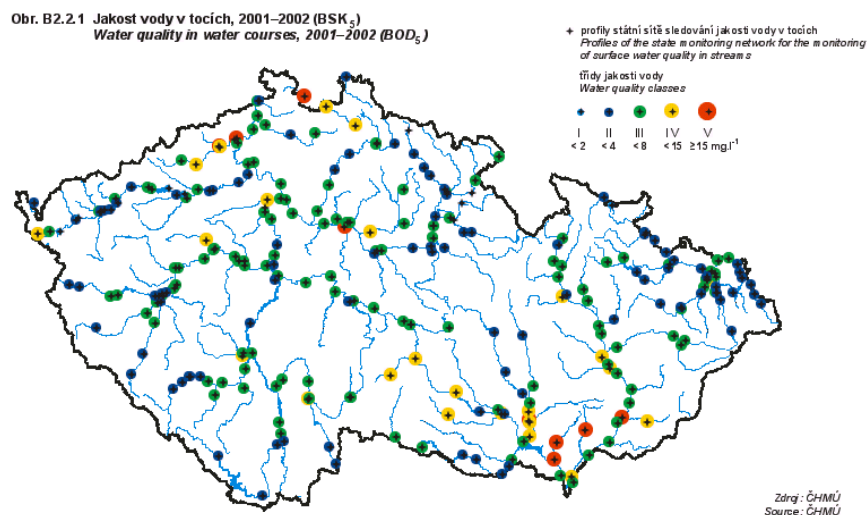 Obr. B2.2.1 Jakost vody v tocích, 2001–2002 (BSK₅)
Water quality in water courses, 2001–2002 (BOD₅)
profily státní sítě sledování jakosti vody v tocích
Profiles of the state monitoring network for the monitoring
of surface water quality in streams
třídy jakosti vody
Water quality classes
I II III IV V
< 2 < 4 < 8 < 15 ≥ 15 mg.l⁻¹
Zdroj: ČHMÚ
Source: ČHMÚ